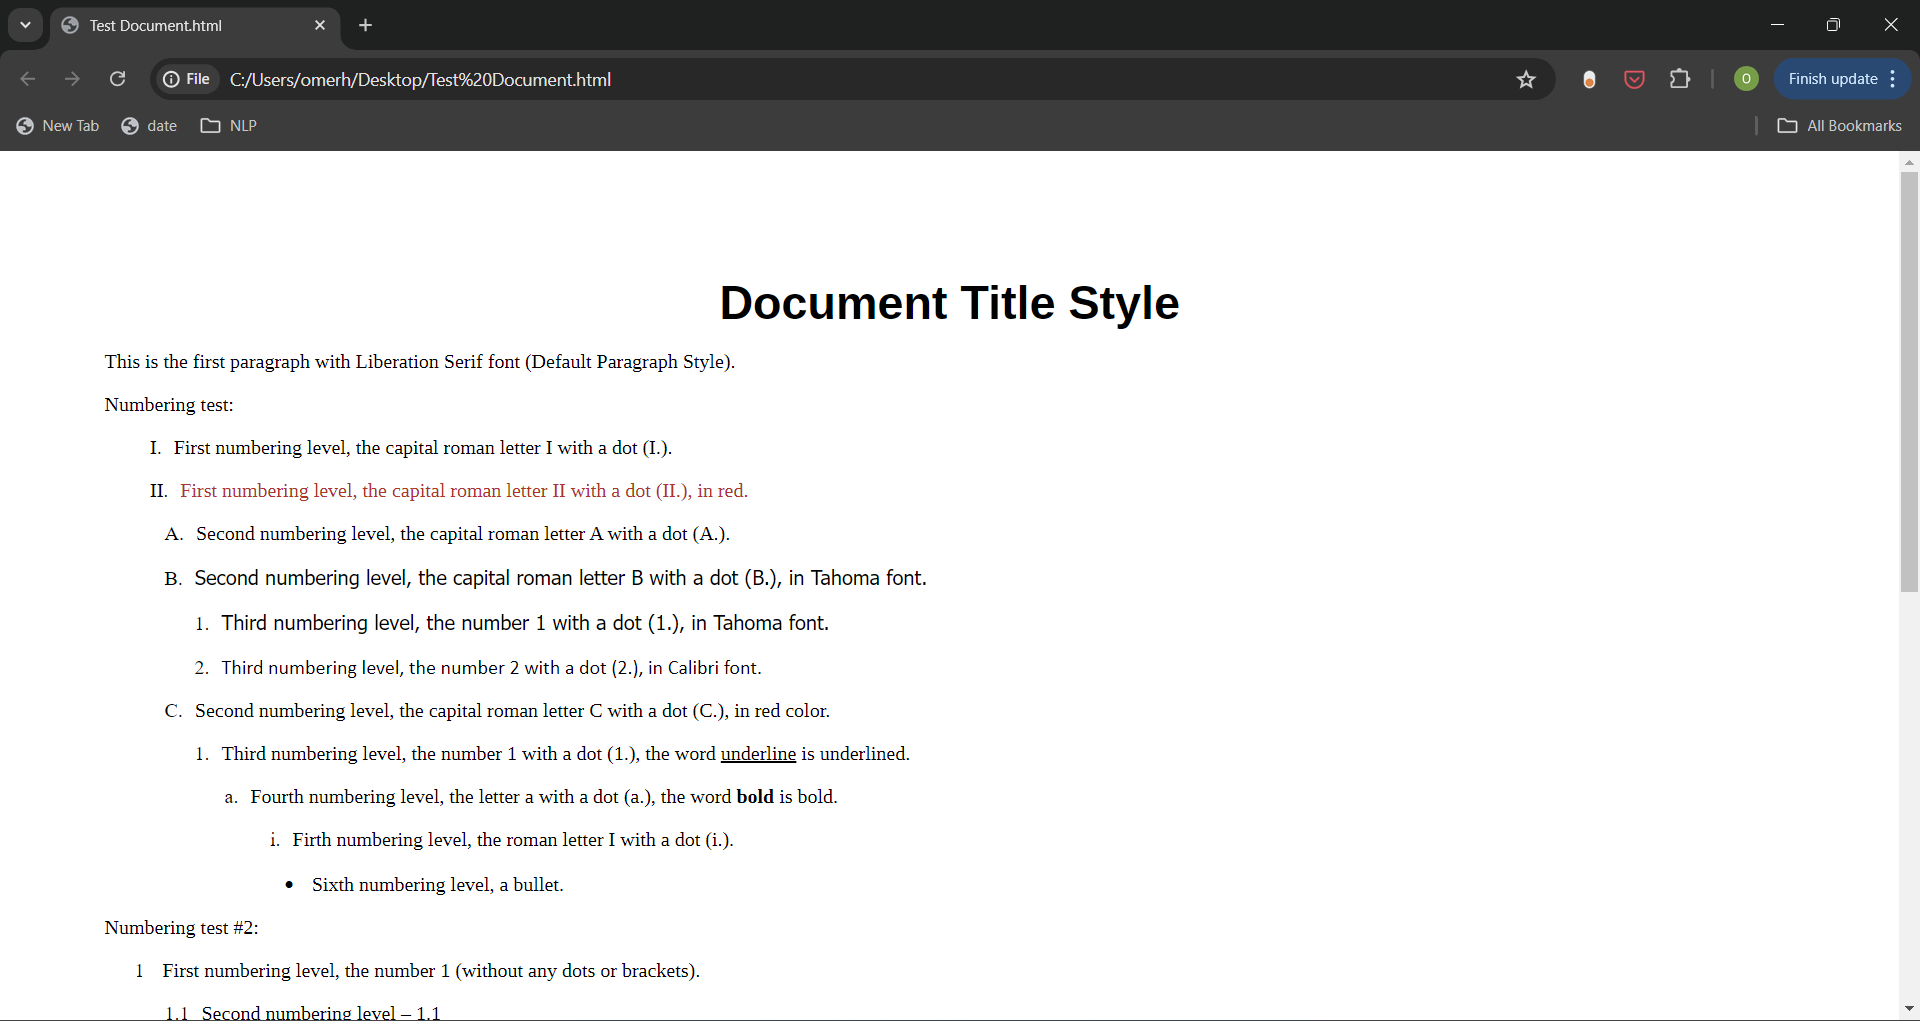 Test Document.html
File C:/Users/omerh/Desktop/Test%20Document.html O Finish update
New Tab date NLP All Bookmarks
Document Title Style
This is the first paragraph with Liberation Serif font (Default Paragraph Style).
Numbering test:
I. First numbering level, the capital roman letter I with a dot (I.).
II. First numbering level, the capital roman letter II with a dot (II.), in red.
A. Second numbering level, the capital roman letter A with a dot (A.).
B. Second numbering level, the capital roman letter B with a dot (B.), in Tahoma font.
1. Third numbering level, the number 1 with a dot (1.), in Tahoma font.
2. Third numbering level, the number 2 with a dot (2.), in Calibri font.
C. Second numbering level, the capital roman letter C with a dot (C.), in red color.
1. Third numbering level, the number 1 with a dot (1.), the word underline is underlined.
a. Fourth numbering level, the letter a with a dot (a.), the word bold is bold.
i. Firth numbering level, the roman letter I with a dot (i.).
• Sixth numbering level, a bullet.
Numbering test #2:
1 First numbering level, the number 1 (without any dots or brackets).
1.1 Second numbering level – 1.1